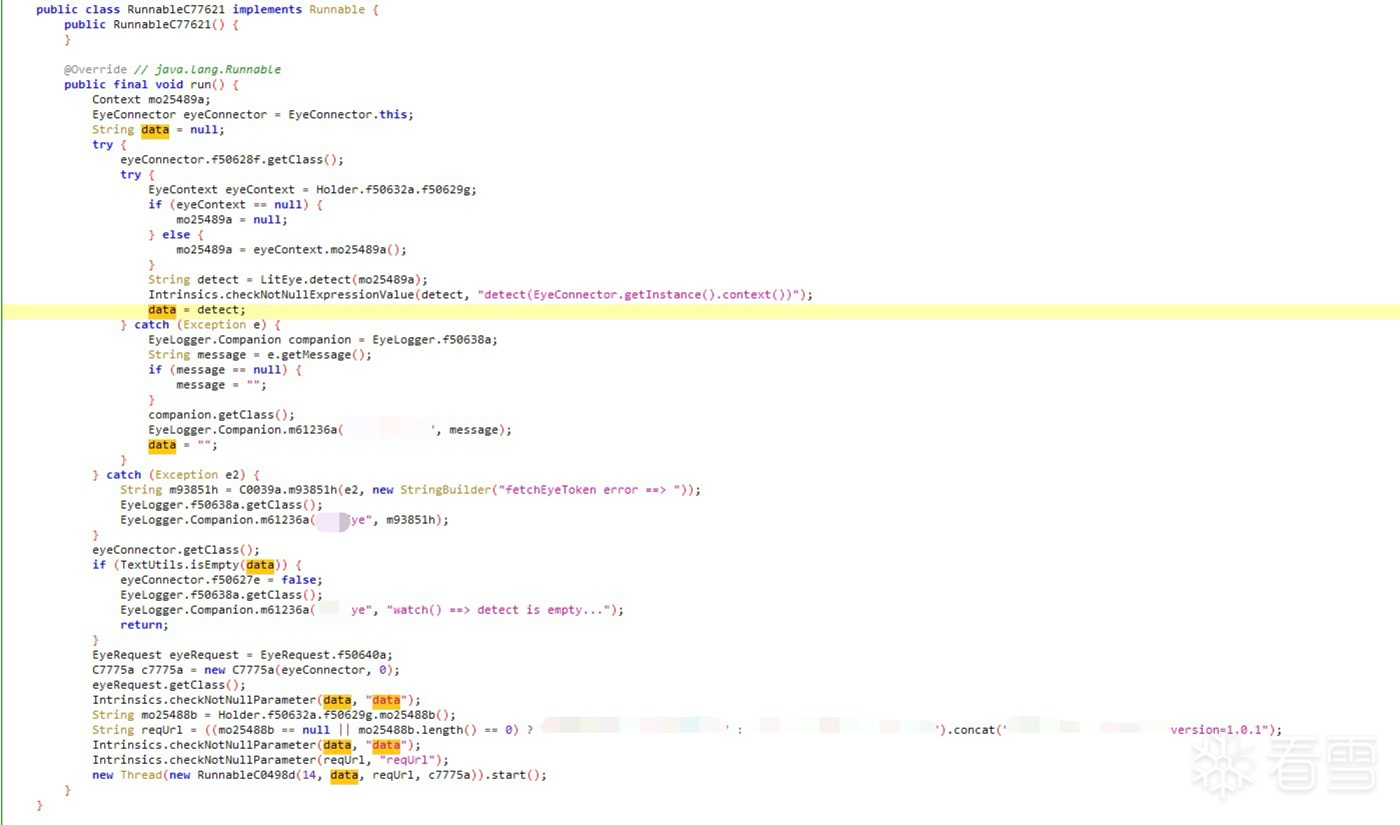 public class RunnableC77621 implements Runnable {
public RunnableC77621() {
}
@Override // java.lang.Runnable
public final void run() {
Context mo25489a;
EyeConnector eyeConnector = EyeConnector.this;
String data = null;
try {
eyeConnector.f50628f.getClass();
try {
EyeContext eyeContext = Holder.f50632a.f50629g;
if (eyeContext == null) {
mo25489a = null;
} else {
mo25489a = eyeContext.mo25489a();
}
String detect = LitEye.detect(mo25489a);
Intrinsics.checkNotNullExpressionValue(detect, "detect(EyeConnector.getInstance().context())");
data = detect;
} catch (Exception e) {
EyeLogger.Companion companion = EyeLogger.f50638a;
String message = e.getMessage();
if (message == null) {
message = "";
}
companion.getClass();
EyeLogger.Companion.m61236a( ', message);
data = "";
}
} catch (Exception e2) {
String m93851h = C0039a.m93851h(e2, new StringBuilder("fetchEyeToken error ==> "));
EyeLogger.f50638a.getClass();
EyeLogger.Companion.m61236a( ye", m93851h);
}
eyeConnector.getClass();
if (TextUtils.isEmpty(data)) {
eyeConnector.f50627e = false;
EyeLogger.f50638a.getClass();
EyeLogger.Companion.m61236a( ye", "watch() ==> detect is empty...");
return;
}
EyeRequest eyeRequest = EyeRequest.f50640a;
C7775a c7775a = new C7775a(eyeConnector, 0);
eyeRequest.getClass();
Intrinsics.checkNotNullParameter(data, "data");
String mo25488b = Holder.f50632a.f50629g.mo25488b();
String reqUrl = ((mo25488b == null || mo25488b.length() == 0) ? ' : ').concat(' version=1.0.1");
Intrinsics.checkNotNullParameter(data, "data");
Intrinsics.checkNotNullParameter(reqUrl, "reqUrl");
new Thread(new RunnableC0498d(14, data, reqUrl, c7775a)).start();
}
}
看雪